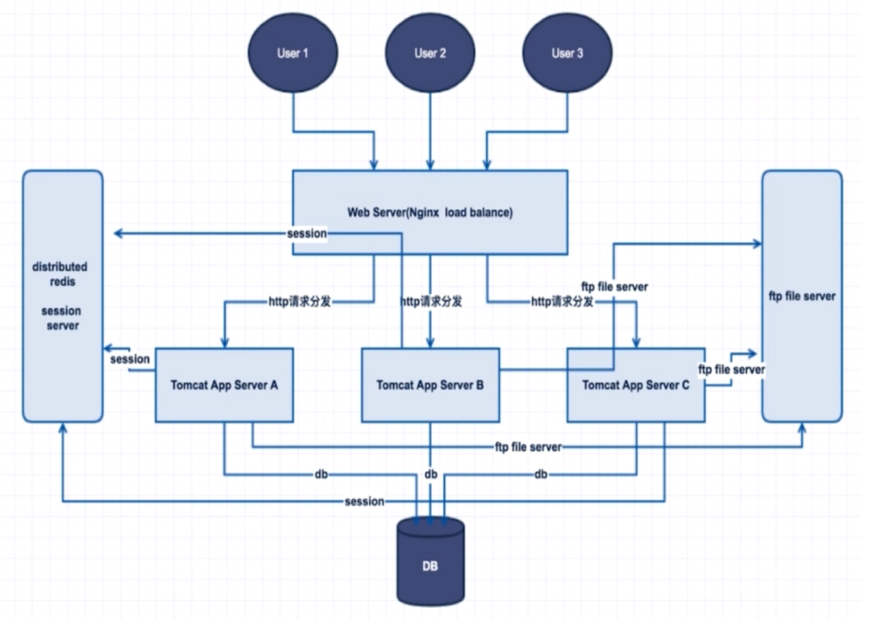 User 1
User 2
User 3
Web Server(Nginx load balance)
session
distributed
redis
session
server
ftp file server
ftp file server
http请求分发
http请求分发
http请求分发
session
ftp file server
Tomcat App Server A
Tomcat App Server B
Tomcat App Server C
ftp file server
db
db
db
session
DB